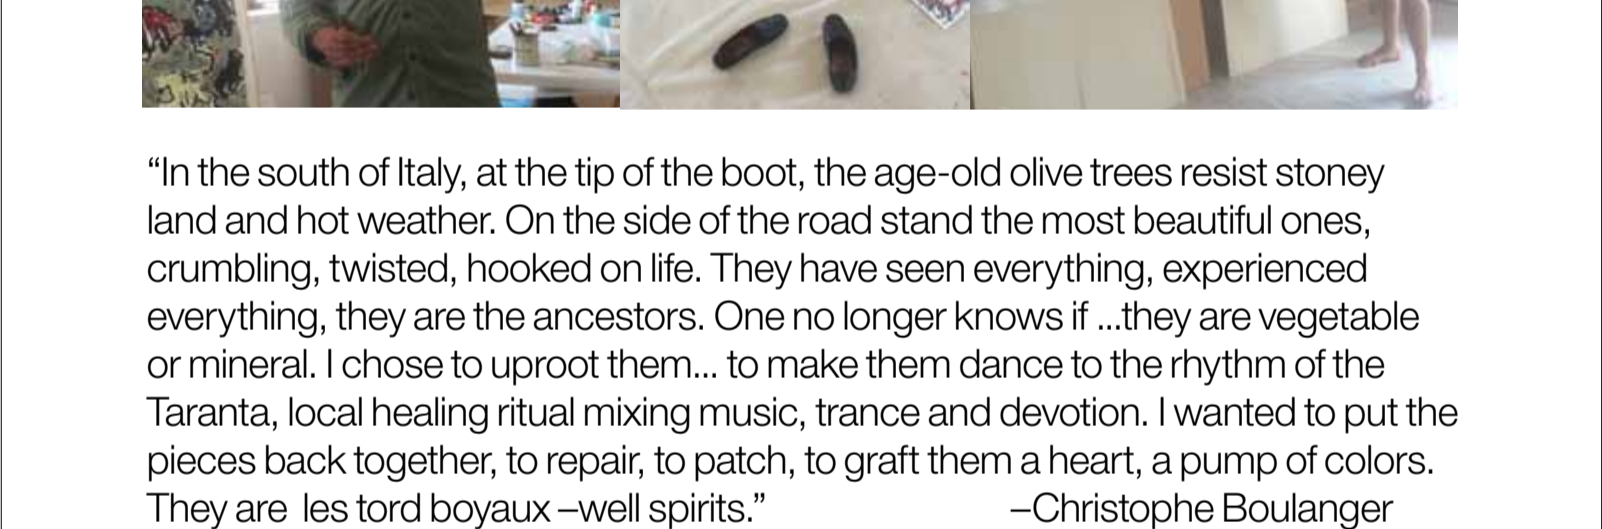 “In the south of Italy, at the tip of the boot, the age-old olive trees resist stoney
land and hot weather. On the side of the road stand the most beautiful ones,
crumbling, twisted, hooked on life. They have seen everything, experienced
everything, they are the ancestors. One no longer knows if ...they are vegetable
or mineral. I chose to uproot them... to make them dance to the rhythm of the
Taranta, local healing ritual mixing music, trance and devotion. I wanted to put the
pieces back together, to repair, to patch, to graft them a heart, a pump of colors.
They are  les tord boyaux –well spirits.” –Christophe Boulanger